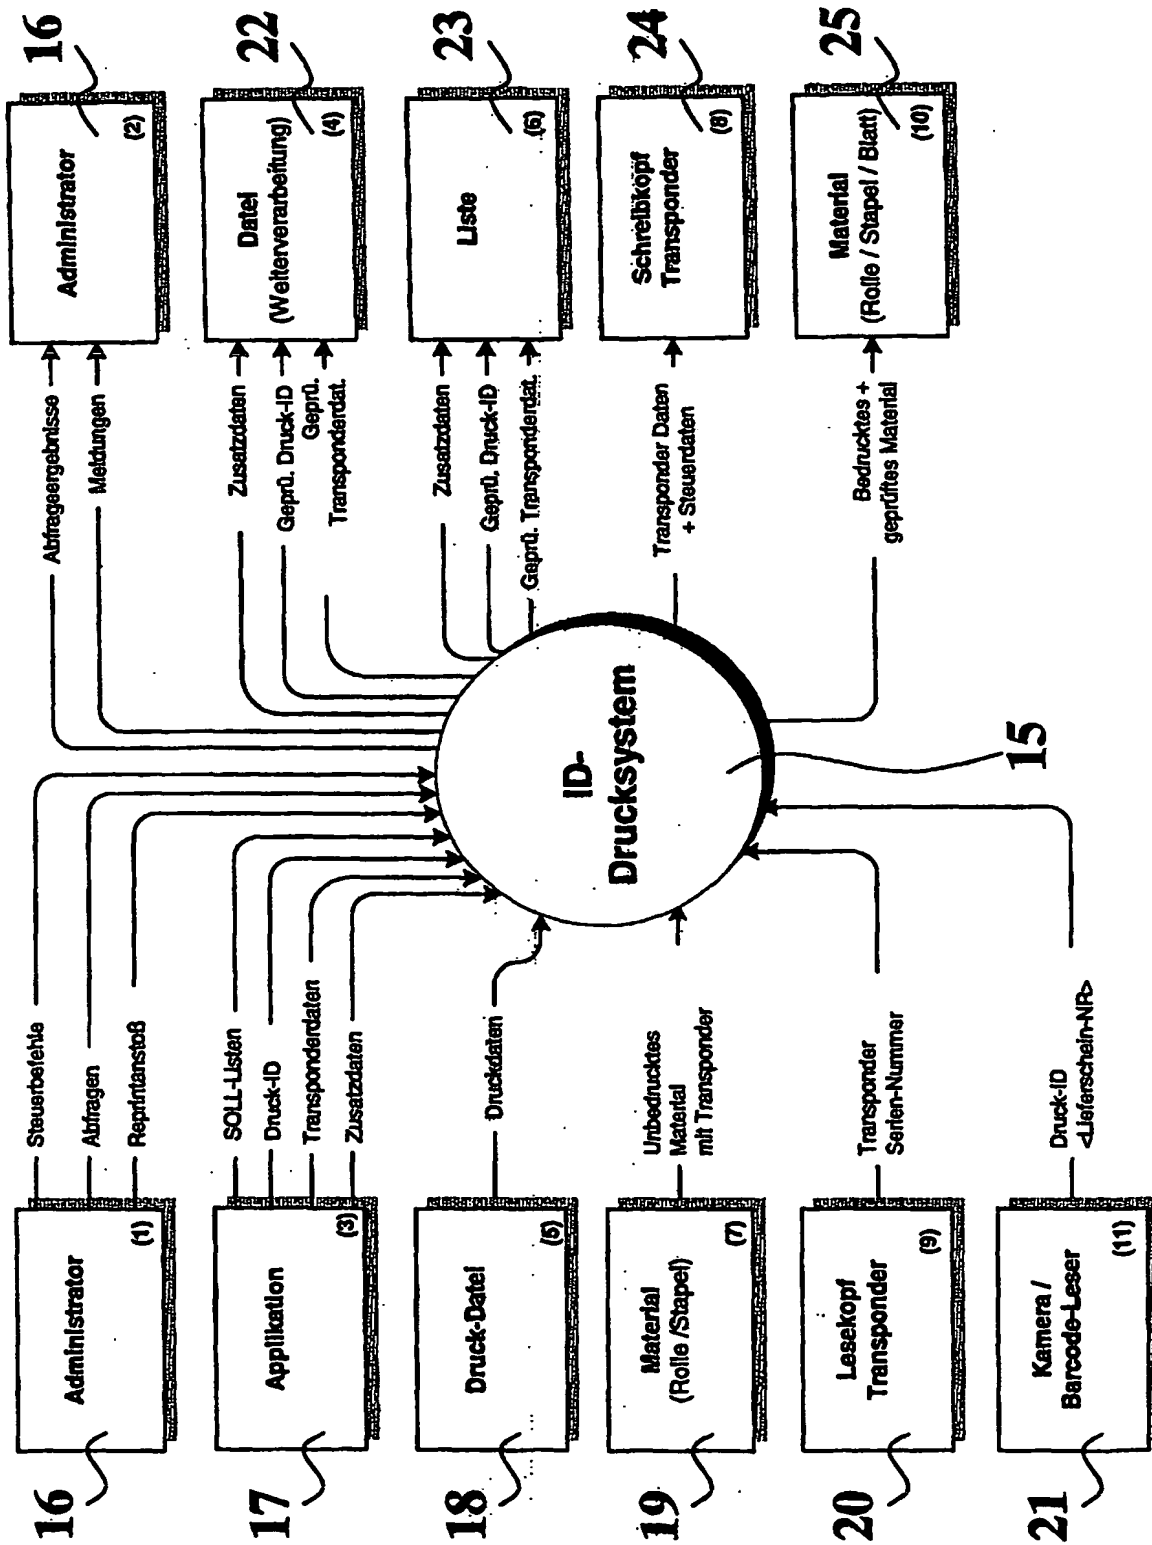 16
Administrator
(1)
Steuerbefehle
Abfragen
Reprintanstoß
17
Applikation
(3)
SOLL-Listen
Druck-ID
Transponderdaten
Zusatzdaten
18
Druck-Datei
(5)
Druckdaten
19
Material
(Rolle /Stapel)
(7)
Unbedrucktes
Material
mit Transponder
20
Lesekopf
Transponder
(9)
Transponder
Serien-Nummer
21
Kamera /
Barcode-Leser
(11)
Druck-ID
<Lieferschein-NR>
ID-
Drucksystem
15
Abfrageergebnisse
Meldungen
Administrator
(2)
16
Zusatzdaten
Geprü. Druck-ID
Geprü.
Transponderdat.
Datei
(Weiterverarbeitung)
(4)
22
Zusatzdaten
Geprü. Druck-ID
Geprü. Transponderdat.
Liste
(6)
23
Transponder Daten
+ Steuerdaten
Schreibkopf
Transponder
(8)
24
Bedrucktes +
geprüftes Material
Material
(Rolle / Stapel / Blatt)
(10)
25